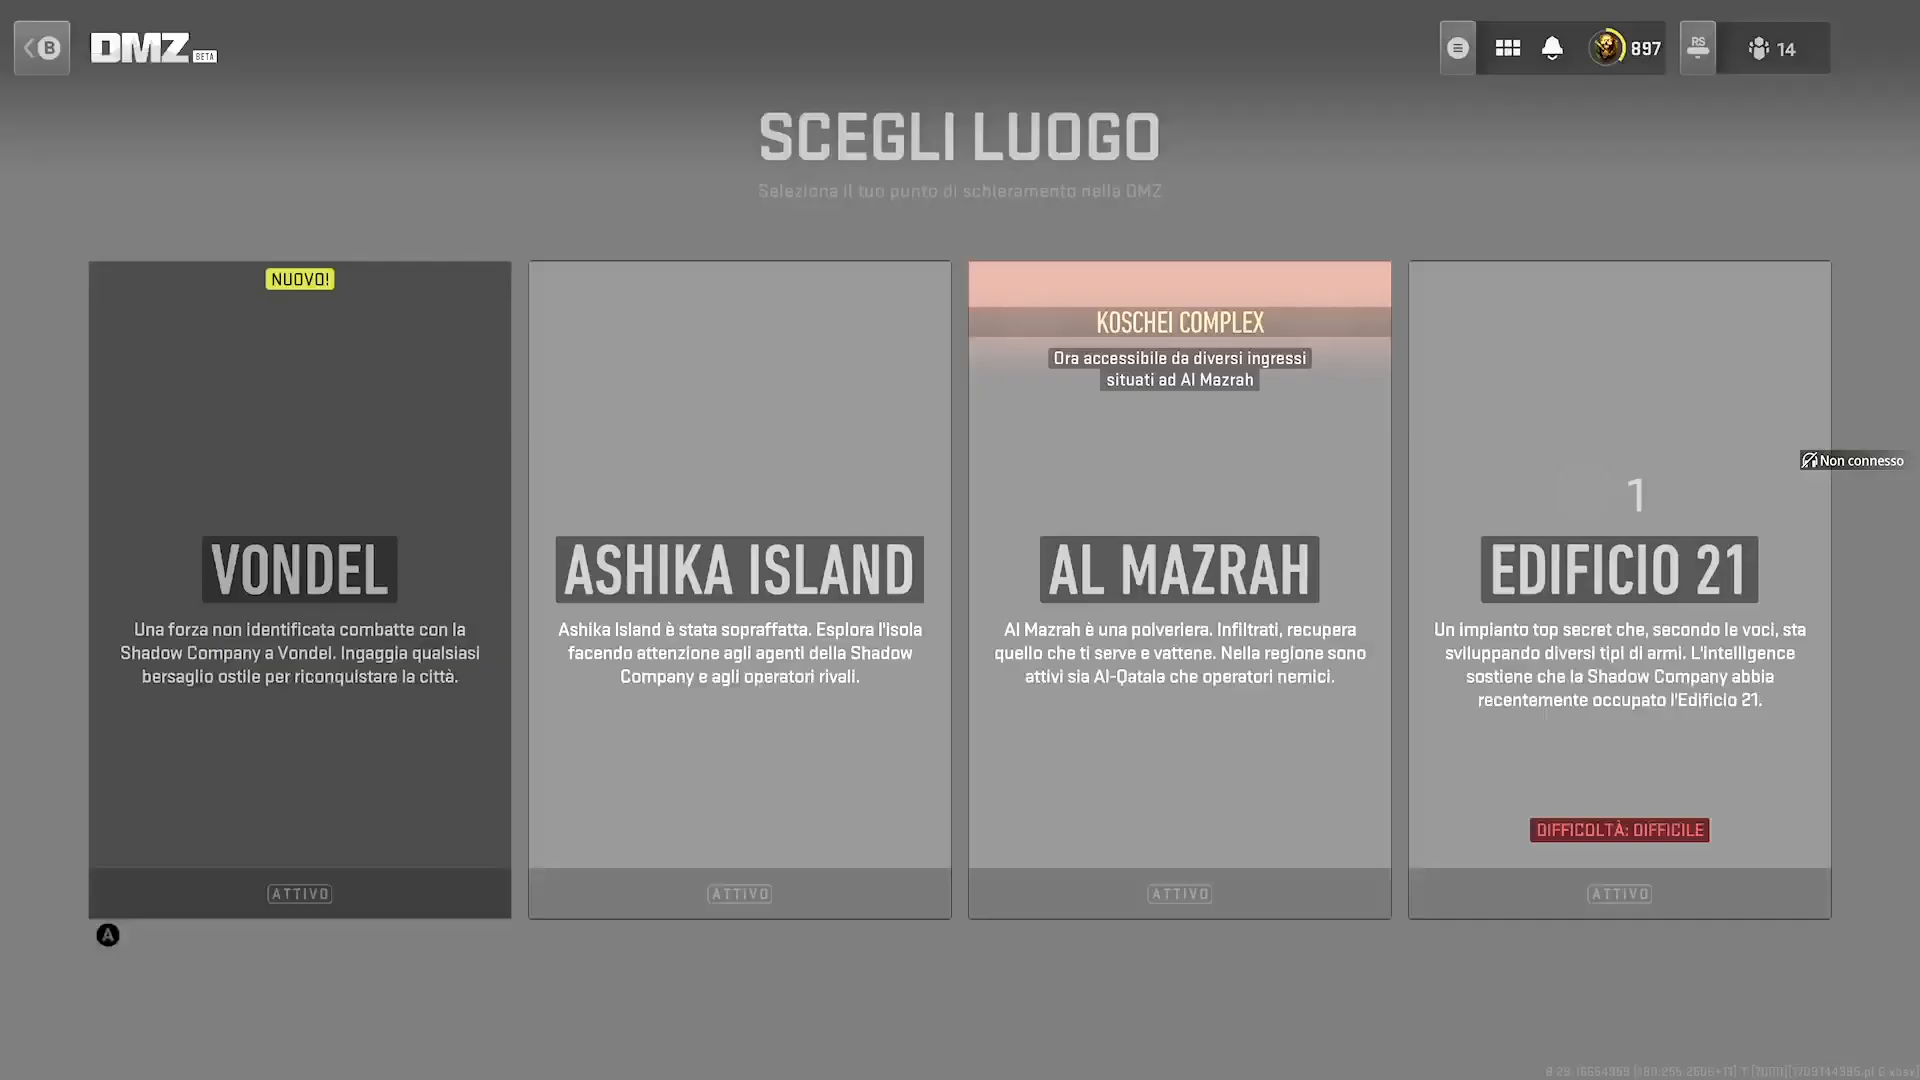 B
DMZ BETA
897
RS
14
SCEGLI LUOGO
Seleziona il tuo punto di schieramento nella DMZ
NUOVO!
VONDEL
Una forza non identificata combatte con la
Shadow Company a Vondel. Ingaggia qualsiasi
bersaglio ostile per riconquistare la città.
ATTIVO
A
ASHIKA ISLAND
Ashika Island è stata sopraffatta. Esplora l'isola
facendo attenzione agli agenti della Shadow
Company e agli operatori rivali.
ATTIVO
KOSCHEI COMPLEX
Ora accessibile da diversi ingressi
situati ad Al Mazrah
AL MAZRAH
Al Mazrah è una polveriera. Infiltrati, recupera
quello che ti serve e vattene. Nella regione sono
attivi sia Al-Qatala che operatori nemici.
ATTIVO
Non connesso
1
EDIFICIO 21
Un impianto top secret che, secondo le voci, sta
sviluppando diversi tipi di armi. L'intelligence
sostiene che la Shadow Company abbia
recentemente occupato l'Edificio 21.
DIFFICOLTÀ: DIFFICILE
ATTIVO